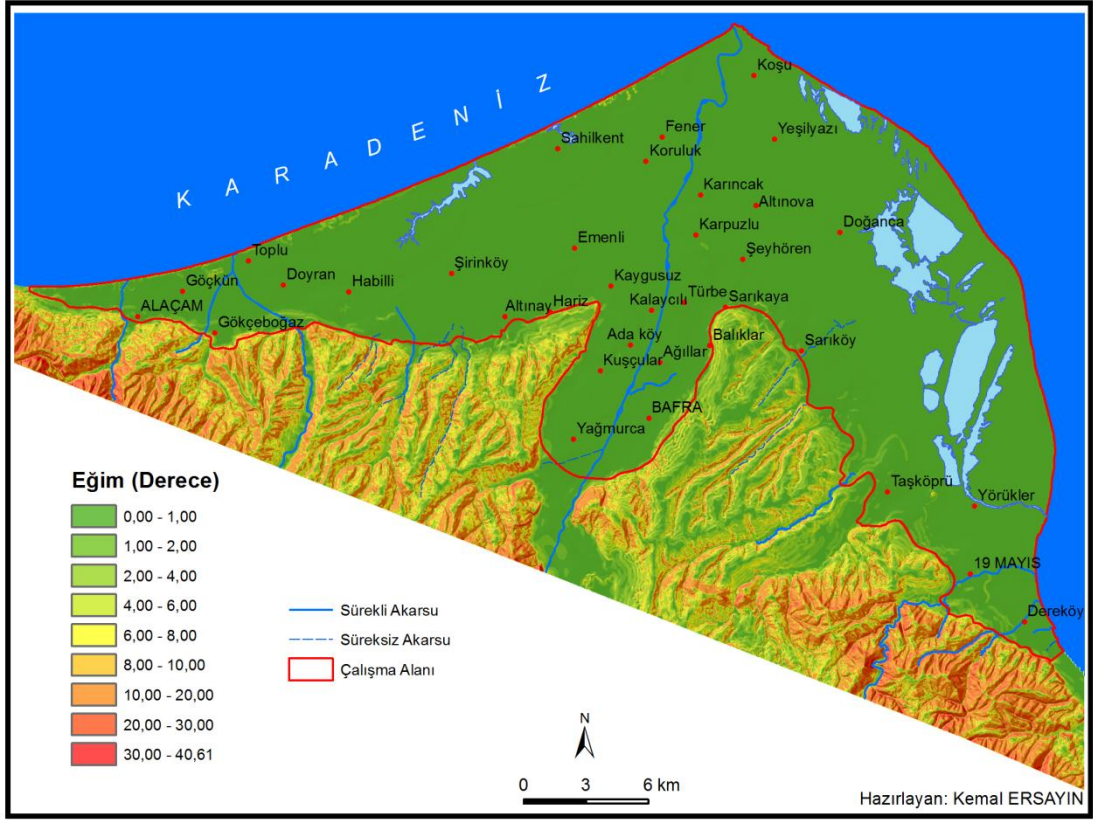 K A R A D E N İ Z
Koşu
Fener
Yeşilyazı
Sahilkent
Koruluk
Karıncak
Altınova
Doğanca
Karpuzlu
Emenli
Şeyhören
Toplu
Şirinköy
Doyran
Habilli
Göçkün
Kaygusuz
Türbe
Kalaycılı
Sarıkaya
Altınay
Hariz
ALAÇAM
Gökçeboğaz
Ada köy
Balıklar
Sarıköy
Kuşçular
Ağıllar
BAFRA
Yağmurca
Taşköprü
Yörükler
19 MAYIS
Dereköy
Eğim (Derece)
0,00 - 1,00
1,00 - 2,00
2,00 - 4,00
4,00 - 6,00
6,00 - 8,00
8,00 - 10,00
10,00 - 20,00
20,00 - 30,00
30,00 - 40,61
Sürekli Akarsu
Süreksiz Akarsu
Çalışma Alanı
N
0 3 6 km
Hazırlayan: Kemal ERSAYIN